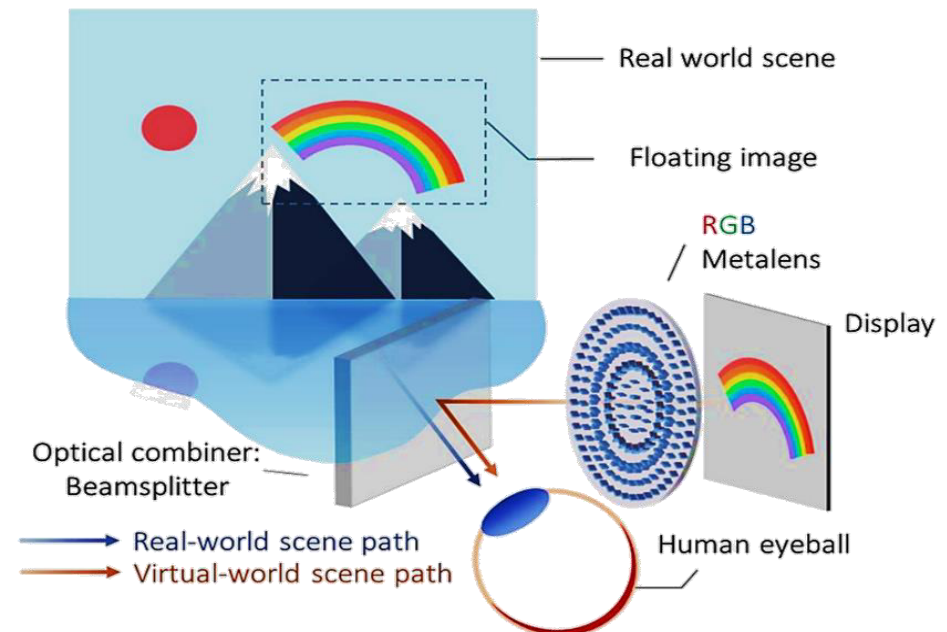 Real world scene
Floating image
RGB
Metalens
Display
Optical combiner:
Beamsplitter
Real-world scene path
Virtual-world scene path
Human eyeball